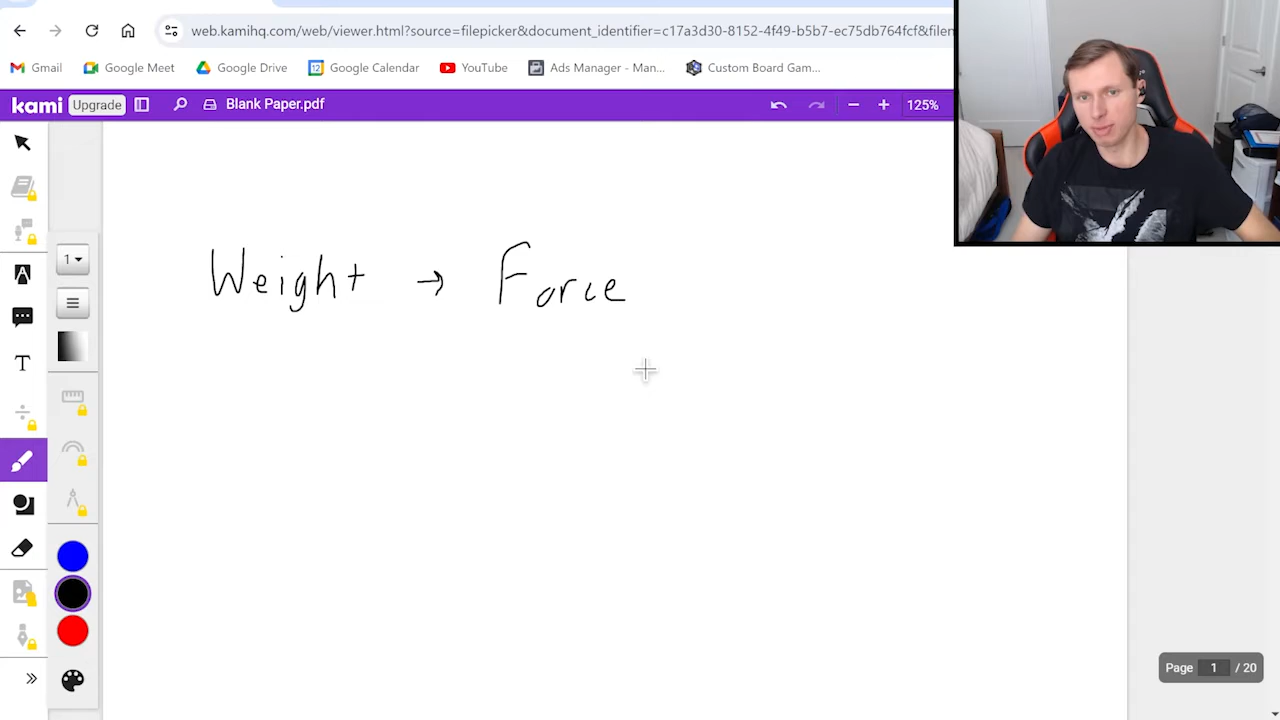 web.kamihq.com/web/viewer.html?source=filepicker&document_identifier=c17a3d30-8152-4f49-b5b7-ec75db764fcf&filen
Gmail Google Meet Google Drive 12 Google Calendar YouTube Ads Manager - Man... Custom Board Gam...
kami Upgrade Blank Paper.pdf 125%
1
Weight → Force
A
T
Page 1 / 20